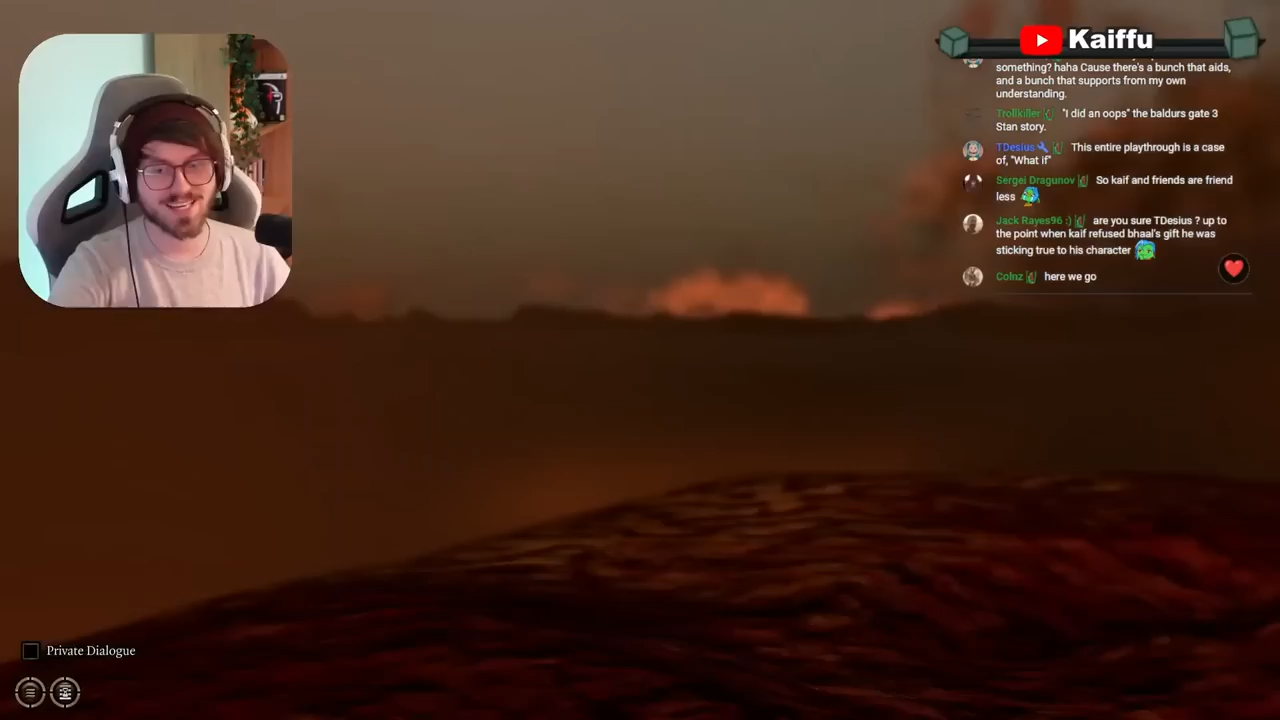 Kaiffu
something? haha Cause there's a bunch that aids,
and a bunch that supports from my own
understanding.
Trollkiller "I did an oops" the baldurs gate 3
Stan story.
TDesius This entire playthrough is a case
of, "What if"
Sergei Dragunov So kaif and friends are friend
less
Jack Rayes96 :) are you sure TDesius ? up to
the point when kaif refused bhaal's gift he was
sticking true to his character
Colnz here we go
Private Dialogue